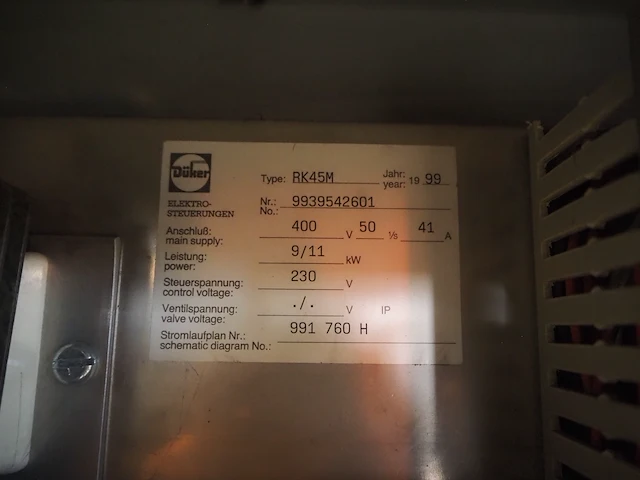 Düker
Type: RK45M Jahr: year: 19 99
ELEKTRO-STEUERUNGEN
Nr.: No.: 9939542601
Anschluß: main supply: 400 V 50 1/s 41 A
Leistung: power: 9/11 kW
Steuerspannung: control voltage: 230 V
Ventilspannung: valve voltage: ./. V IP
Stromlaufplan Nr.: schematic diagram No.: 991 760 H